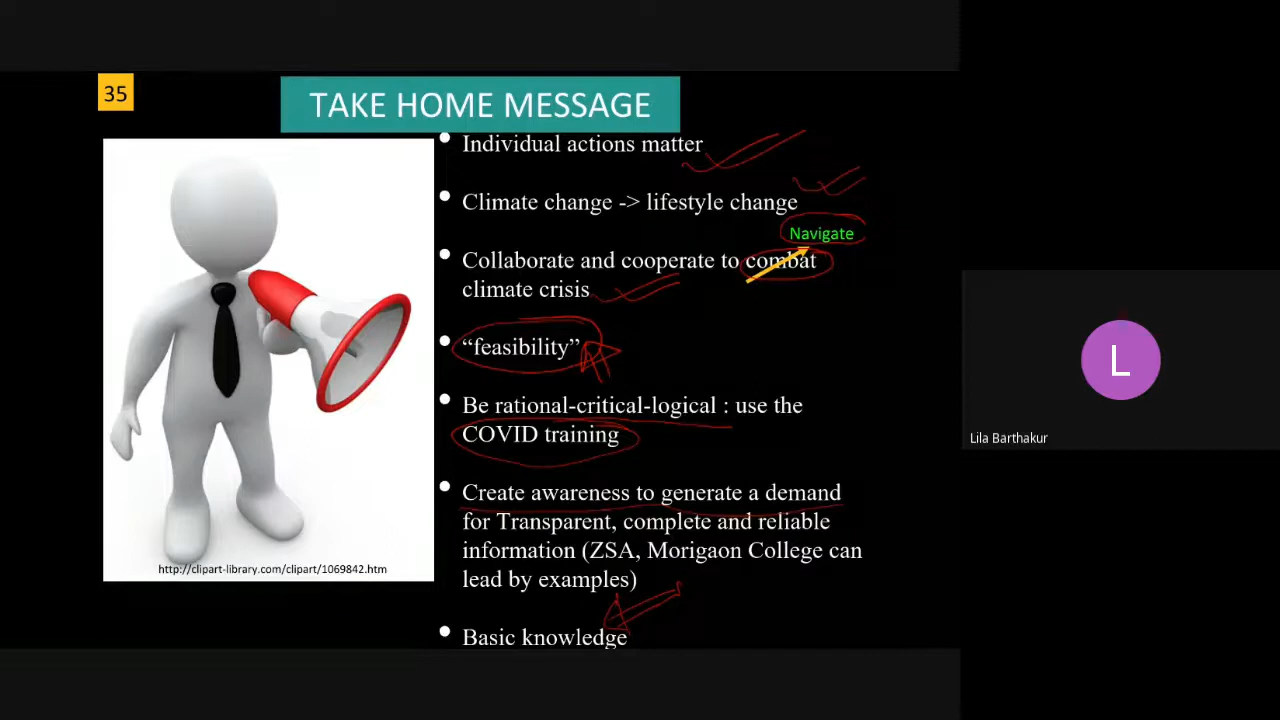 35
TAKE HOME MESSAGE
• Individual actions matter
• Climate change -> lifestyle change
Navigate
• Collaborate and cooperate to combat
climate crisis
• “feasibility”
• Be rational-critical-logical : use the
COVID training
• Create awareness to generate a demand
for Transparent, complete and reliable
information (ZSA, Morigaon College can
lead by examples)
• Basic knowledge
http://clipart-library.com/clipart/1069842.htm
L
Lila Barthakur